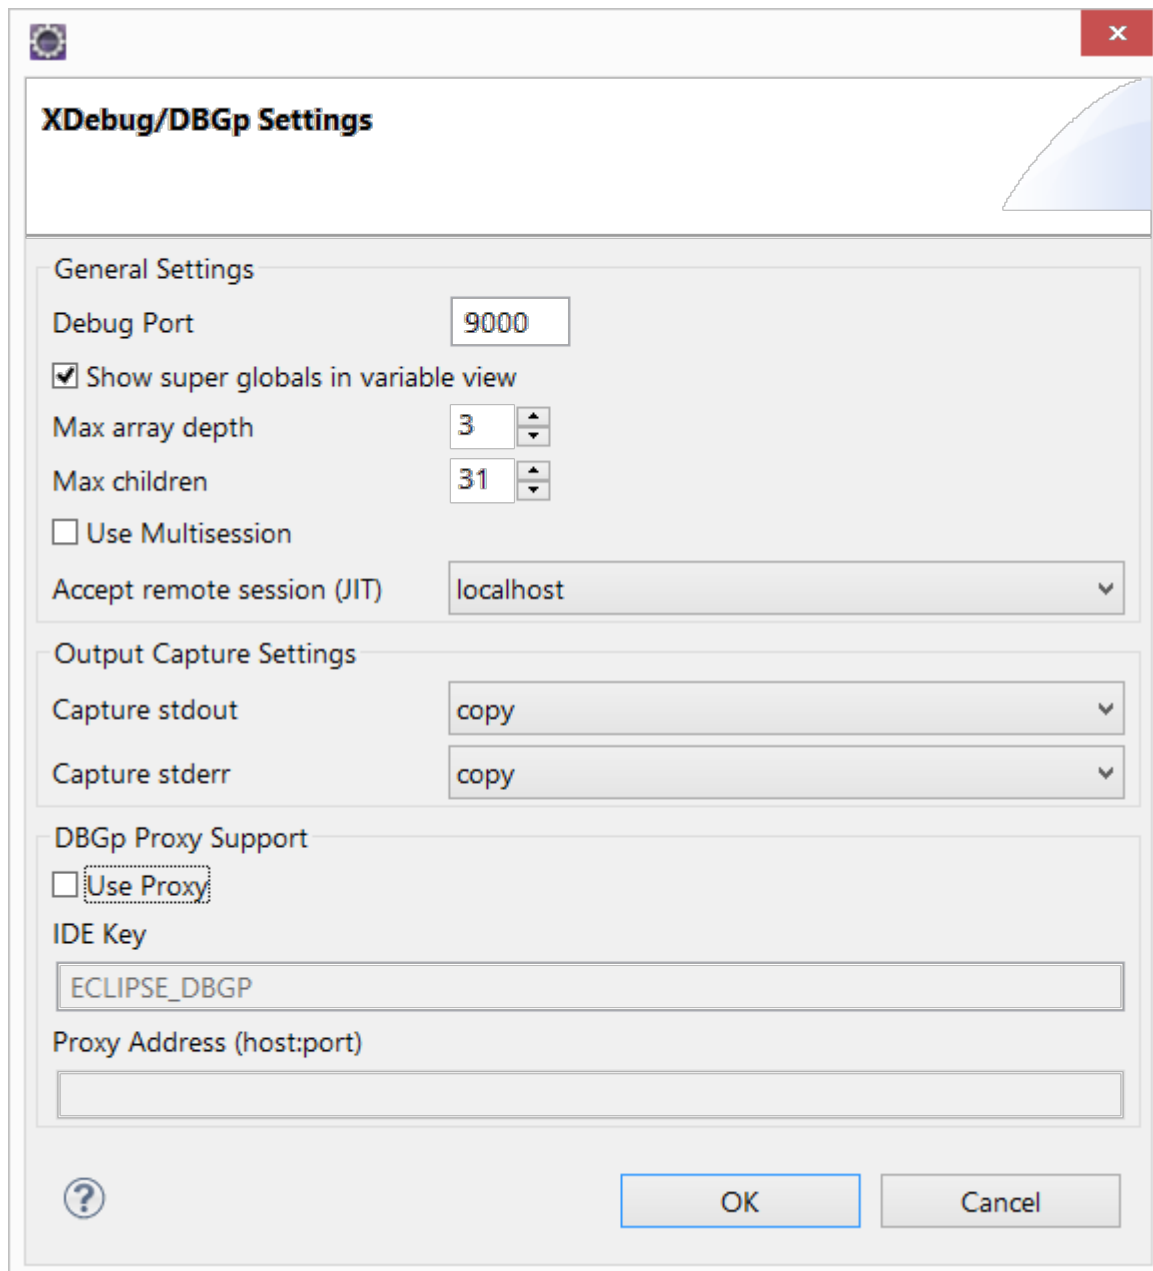 XDebug/DBGp Settings
General Settings
Debug Port 9000
Show super globals in variable view
Max array depth 3
Max children 31
Use Multisession
Accept remote session (JIT) localhost
Output Capture Settings
Capture stdout copy
Capture stderr copy
DBGp Proxy Support
Use Proxy
IDE Key
ECLIPSE_DBGP
Proxy Address (host:port)
? OK Cancel